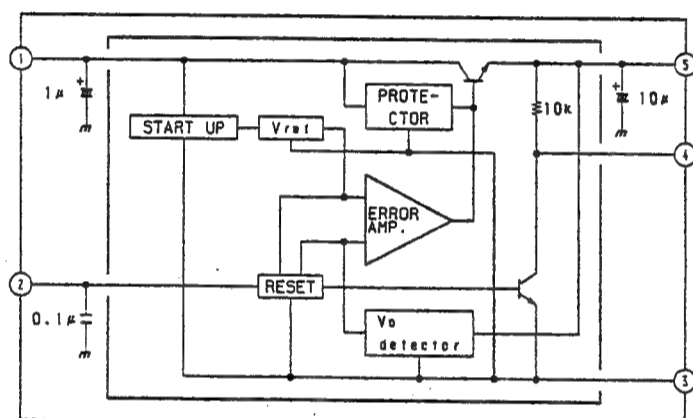 1
5
1μ
PROTE-
CTOR
10k
10μ
START UP
Vref
4
ERROR
AMP.
2
RESET
0.1μ
Vo
detector
3